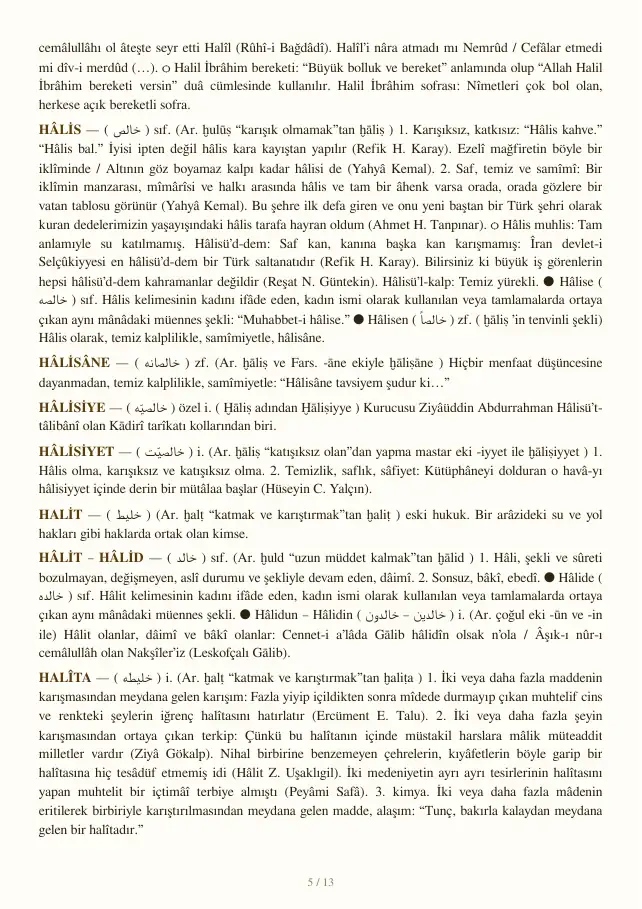 cemâlullâhı ol âteşte seyr etti Halîl (Rûhî-i Bağdâdî). Halîl’i nâra atmadı mı Nemrûd / Cefâlar etmedi
mi dîv-i merdûd (…). ○ Halil İbrâhim bereketi: “Büyük bolluk ve bereket” anlamında olup “Allah Halil
İbrâhim bereketi versin” duâ cümlesinde kullanılır. Halil İbrâhim sofrası: Nîmetleri çok bol olan,
herkese açık bereketli sofra.
HÂLİS — ( خالص ) sıf. (Ar. ḫulūṣ “karışık olmamak”tan ḫāliṣ ) 1. Karışıksız, katkısız: “Hâlis kahve.”
“Hâlis bal.” İyisi ipten değil hâlis kara kayıştan yapılır (Refik H. Karay). Ezelî mağfiretin böyle bir
iklîminde / Altının göz boyamaz kalpı kadar hâlisi de (Yahyâ Kemal). 2. Saf, temiz ve samîmî: Bir
iklîmin manzarası, mîmârîsi ve halkı arasında hâlis ve tam bir âhenk varsa orada, orada gözlere bir
vatan tablosu görünür (Yahyâ Kemal). Bu şehre ilk defa giren ve onu yeni baştan bir Türk şehri olarak
kuran dedelerimizin yaşayışındaki hâlis tarafa hayran oldum (Ahmet H. Tanpınar). ○ Hâlis muhlis: Tam
anlamıyle su katılmamış. Hâlisü’d-dem: Saf kan, kanına başka kan karışmamış: Îran devlet-i
Selçûkiyyesi en hâlisü’d-dem bir Türk saltanatıdır (Refik H. Karay). Bilirsiniz ki büyük iş görenlerin
hepsi hâlisü’d-dem kahramanlar değildir (Reşat N. Güntekin). Hâlisü’l-kalp: Temiz yürekli. ● Hâlise (
خالصه ) sıf. Hâlis kelimesinin kadını ifâde eden, kadın ismi olarak kullanılan veya tamlamalarda ortaya
çıkan aynı mânâdaki müennes şekli: “Muhabbet-i hâlise.” ● Hâlisen ( خالصاً ) zf. ( ḫāliṣ ’in tenvinli şekli)
Hâlis olarak, temiz kalplilikle, samîmiyetle, hâlisâne.
HÂLİSÂNE — ( خالصانه ) zf. (Ar. ḫāliṣ ve Fars. -āne ekiyle ḫāliṣāne ) Hiçbir menfaat düşüncesine
dayanmadan, temiz kalplilikle, samîmiyetle: “Hâlisâne tavsiyem şudur ki…”
HÂLİSİYE — ( خالصيّه ) özel i. ( Ḫāliṣ adından Ḫāliṣiyye ) Kurucusu Ziyâüddin Abdurrahman Hâlisü’t-
tâlibânî olan Kādirî tarîkatı kollarından biri.
HÂLİSİYET — ( خالصيّت ) i. (Ar. ḫāliṣ “katışıksız olan”dan yapma mastar eki -iyyet ile ḫāliṣiyyet ) 1.
Hâlis olma, karışıksız ve katışıksız olma. 2. Temizlik, saflık, sâfiyet: Kütüphâneyi dolduran o havâ-yı
hâlisiyyet içinde derin bir mütâlaa başlar (Hüseyin C. Yalçın).
HALİT — ( خليط ) (Ar. ḫalṭ “katmak ve karıştırmak”tan ḫaliṭ ) eski hukuk. Bir arâzideki su ve yol
hakları gibi haklarda ortak olan kimse.
HÂLİT – HÂLİD — ( خالد ) sıf. (Ar. ḫuld “uzun müddet kalmak”tan ḫālid ) 1. Hâli, şekli ve sûreti
bozulmayan, değişmeyen, aslî durumu ve şekliyle devam eden, dâimî. 2. Sonsuz, bâkî, ebedî. ● Hâlide (
خالده ) sıf. Hâlit kelimesinin kadını ifâde eden, kadın ismi olarak kullanılan veya tamlamalarda ortaya
çıkan aynı mânâdaki müennes şekli. ● Hâlidun – Hâlidin ( خالدون – خالدين ) i. (Ar. çoğul eki -ūn ve -in
ile) Hâlit olanlar, dâimî ve bâkî olanlar: Cennet-i a’lâda Gālib hâlidîn olsak n’ola / Âşık-ı nûr-ı
cemâlullâh olan Nakşîler’iz (Leskofçalı Gālib).
HALÎTA — ( خليطه ) i. (Ar. ḫalṭ “katmak ve karıştırmak”tan ḫaliṭa ) 1. İki veya daha fazla maddenin
karışmasından meydana gelen karışım: Fazla yiyip içildikten sonra mîdede durmayıp çıkan muhtelif cins
ve renkteki şeylerin iğrenç halîtasını hatırlatır (Ercüment E. Talu). 2. İki veya daha fazla şeyin
karışmasından ortaya çıkan terkip: Çünkü bu halîtanın içinde müstakil harslara mâlik müteaddit
milletler vardır (Ziyâ Gökalp). Nihal birbirine benzemeyen çehrelerin, kıyâfetlerin böyle garip bir
halîtasına hiç tesâdüf etmemiş idi (Hâlit Z. Uşaklıgil). İki medeniyetin ayrı ayrı tesirlerinin halîtasını
yapan muhtelit bir içtimâî terbiye almıştı (Peyâmi Safâ). 3. kimya. İki veya daha fazla mâdenin
eritilerek birbiriyle karıştırılmasından meydana gelen madde, alaşım: “Tunç, bakırla kalaydan meydana
gelen bir halîtadır.”
5 / 13